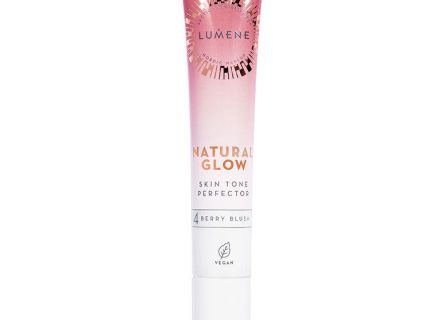 LUMENE
NATURAL
GLOW
SKIN TONE
PERFECTOR
4 BERRY BLUSH
VEGAN